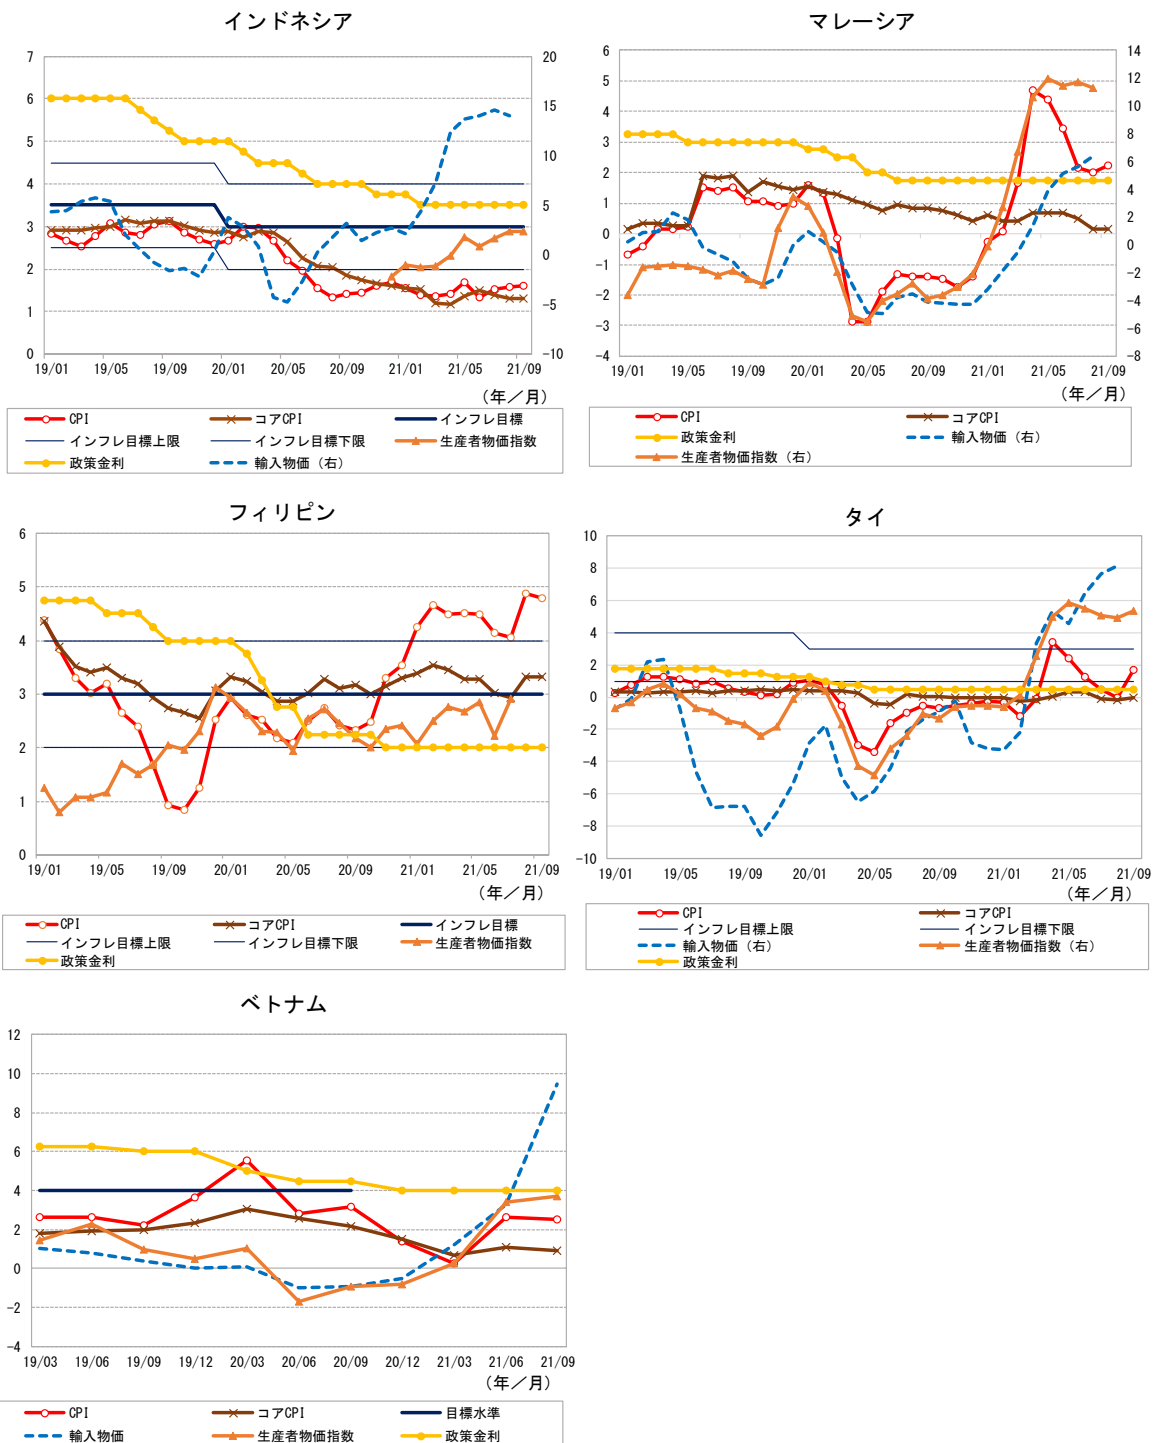 インドネシア
7
6
5
4
3
2
1
0
20
15
10
5
0
−5
−10
19/01 19/05 19/09 20/01 20/05 20/09 21/01 21/05 21/09
(年／月)
CPI コアCPI インフレ目標
インフレ目標上限 インフレ目標下限 生産者物価指数
政策金利 輸入物価（右）
マレーシア
6
5
4
3
2
1
0
−1
−2
−3
−4
14
12
10
8
6
4
2
0
−2
−4
−6
−8
19/01 19/05 19/09 20/01 20/05 20/09 21/01 21/05 21/09
(年／月)
CPI コアCPI
政策金利 輸入物価（右）
生産者物価指数（右）
フィリピン
6
5
4
3
2
1
0
19/01 19/05 19/09 20/01 20/05 20/09 21/01 21/05 21/09
(年／月)
CPI コアCPI インフレ目標
インフレ目標上限 インフレ目標下限 生産者物価指数
政策金利
タイ
10
8
6
4
2
0
−2
−4
−6
−8
−10
19/01 19/05 19/09 20/01 20/05 20/09 21/01 21/05 21/09
(年／月)
CPI コアCPI
インフレ目標上限 インフレ目標下限
輸入物価（右） 生産者物価指数（右）
政策金利
ベトナム
12
10
8
6
4
2
0
−2
−4
19/03 19/06 19/09 19/12 20/03 20/06 20/09 20/12 21/03 21/06 21/09
(年／月)
CPI コアCPI 目標水準
輸入物価 生産者物価指数 政策金利